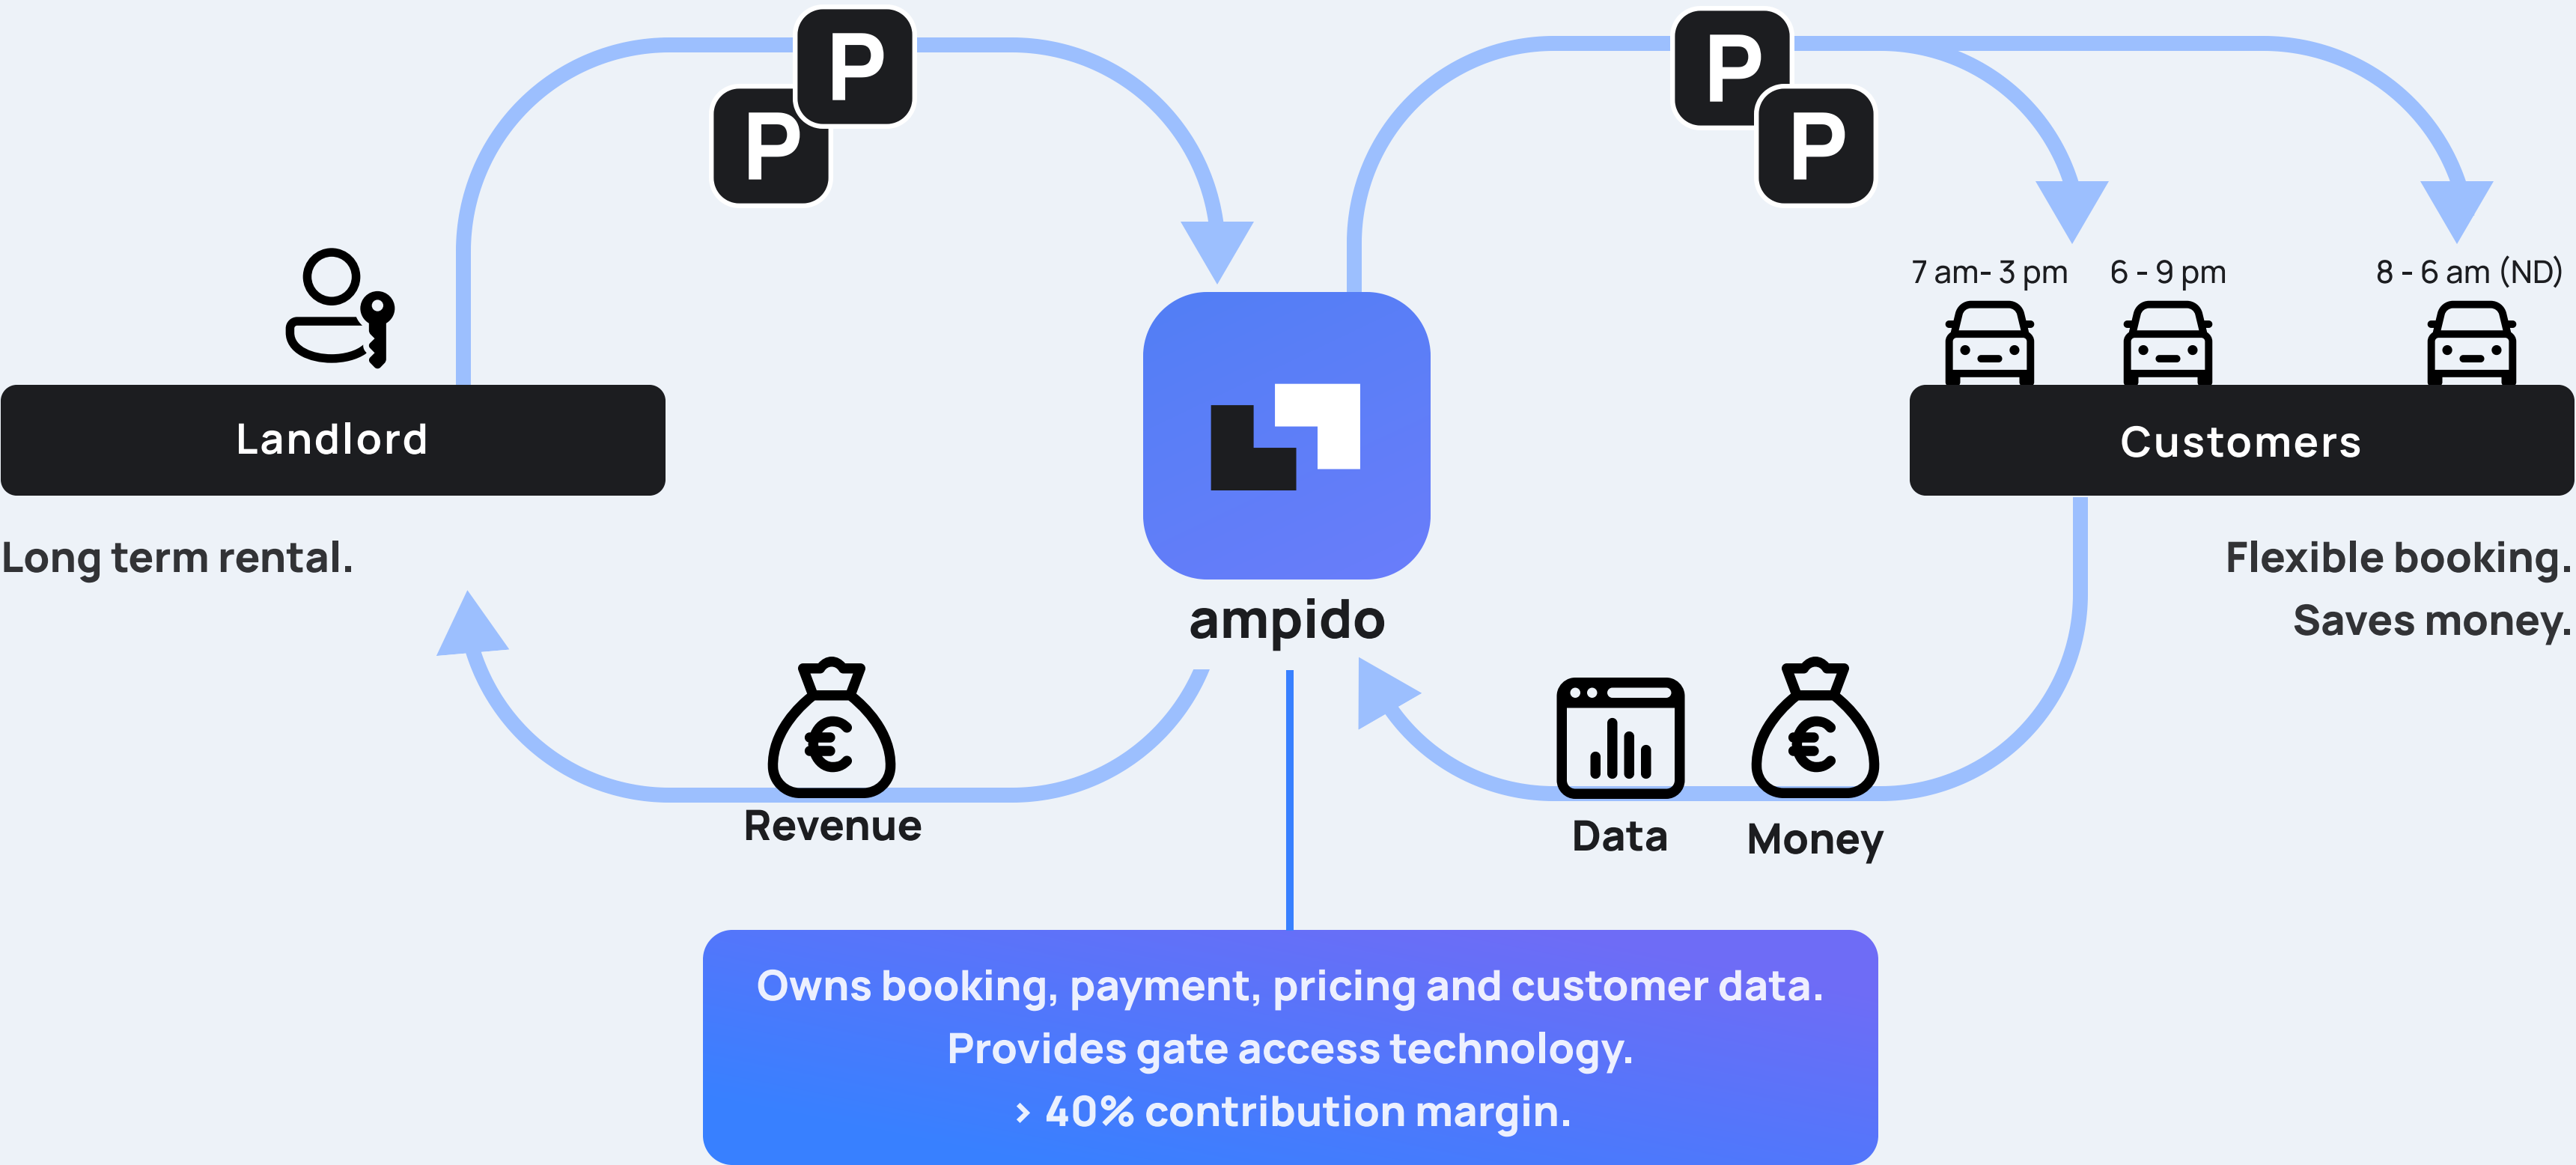 P
P
P
P
7 am- 3 pm
6 - 9 pm
8 - 6 am (ND)
Landlord
Customers
Long term rental.
Flexible booking.
Saves money.
ampido
€
€
Revenue
Data
Money
Owns booking, payment, pricing and customer data.
Provides gate access technology.
> 40% contribution margin.